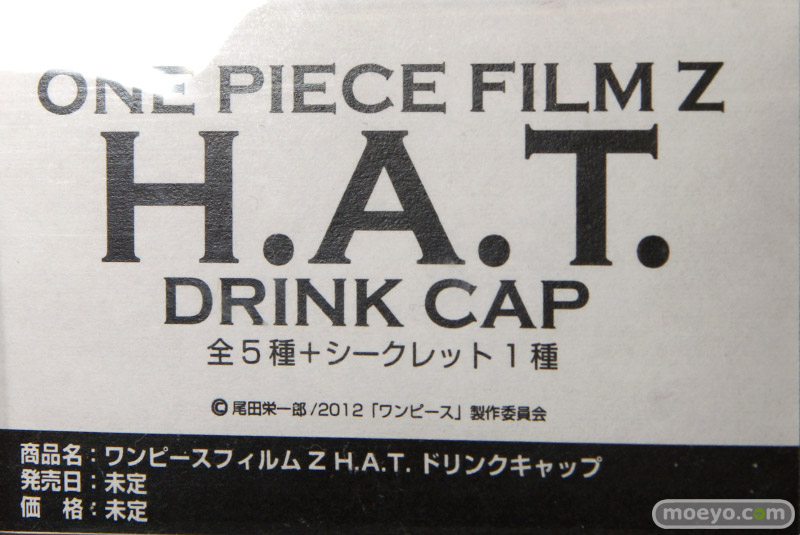 ONE PIECE FILM Z
H.A.T.
DRINK CAP
全5種+シークレット1種
© 尾田栄一郎/2012「ワンピース」製作委員会
商品名:ワンピースフィルム Z H.A.T. ドリンクキャップ
発売日:未定
価 格:未定
moeyo.com